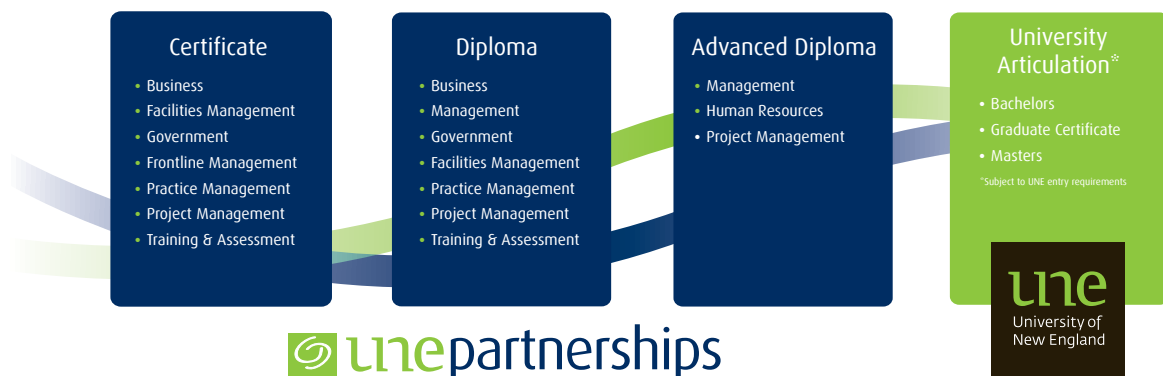 Certificate
• Business
• Facilities Management
• Government
• Frontline Management
• Practice Management
• Project Management
• Training & Assessment
Diploma
• Business
• Management
• Government
• Facilities Management
• Practice Management
• Project Management
• Training & Assessment
Advanced Diploma
• Management
• Human Resources
• Project Management
University
Articulation*
• Bachelors
• Graduate Certificate
• Masters
*Subject to UNE entry requirements
une
University of
New England
unepartnerships